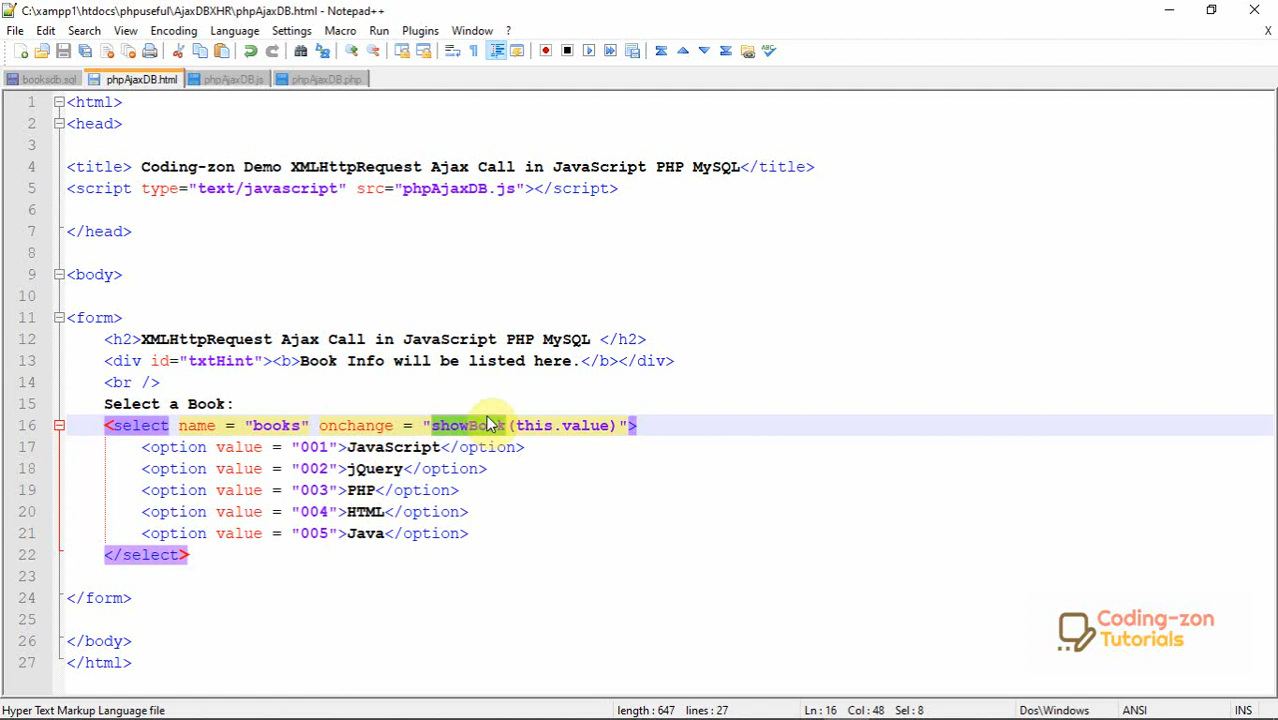 C:\xampp1\htdocs\phpuseful\AjaxDBXHR\phpAjaxDB.html - Notepad++
File Edit Search View Encoding Language Settings Macro Run Plugins Window ? X
booksdb.sql phpAjaxDB.html phpAjaxDB.js phpAjaxDB.php
1 <html>
2 <head>
3
4 <title> Coding-zon Demo XMLHttpRequest Ajax Call in JavaScript PHP MySQL</title>
5 <script type="text/javascript" src="phpAjaxDB.js"></script>
6
7 </head>
8
9 <body>
10
11 <form>
12 <h2>XMLHttpRequest Ajax Call in JavaScript PHP MySQL </h2>
13 <div id="txtHint"><b>Book Info will be listed here.</b></div>
14 <br />
15 Select a Book:
16 <select name = "books" onchange = "showBook(this.value)">
17 <option value = "001">JavaScript</option>
18 <option value = "002">jQuery</option>
19 <option value = "003">PHP</option>
20 <option value = "004">HTML</option>
21 <option value = "005">Java</option>
22 </select>
23
24 </form>
25
26 </body>
27 </html>
Coding-zon
Tutorials
Hyper Text Markup Language file length : 647 lines : 27 Ln : 16 Col : 48 Sel : 8 Dos\Windows ANSI INS